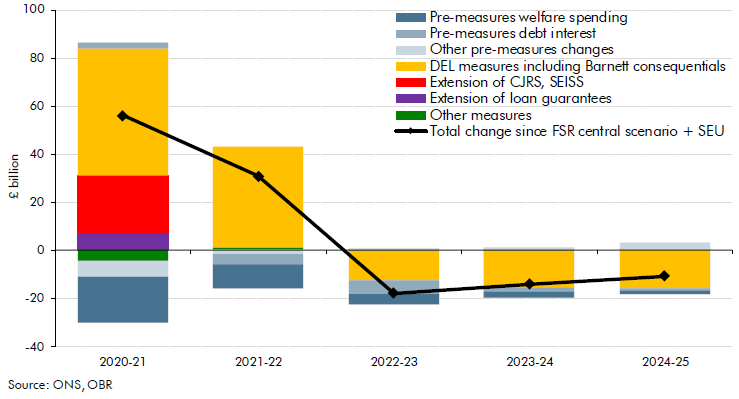 100
80
60
40
20
0
-20
-40
£ billion
Pre-measures welfare spending
Pre-measures debt interest
Other pre-measures changes
DEL measures including Barnett consequentials
Extension of CJRS, SEISS
Extension of loan guarantees
Other measures
Total change since FSR central scenario + SEU
2020-21
2021-22
2022-23
2023-24
2024-25
Source: ONS, OBR